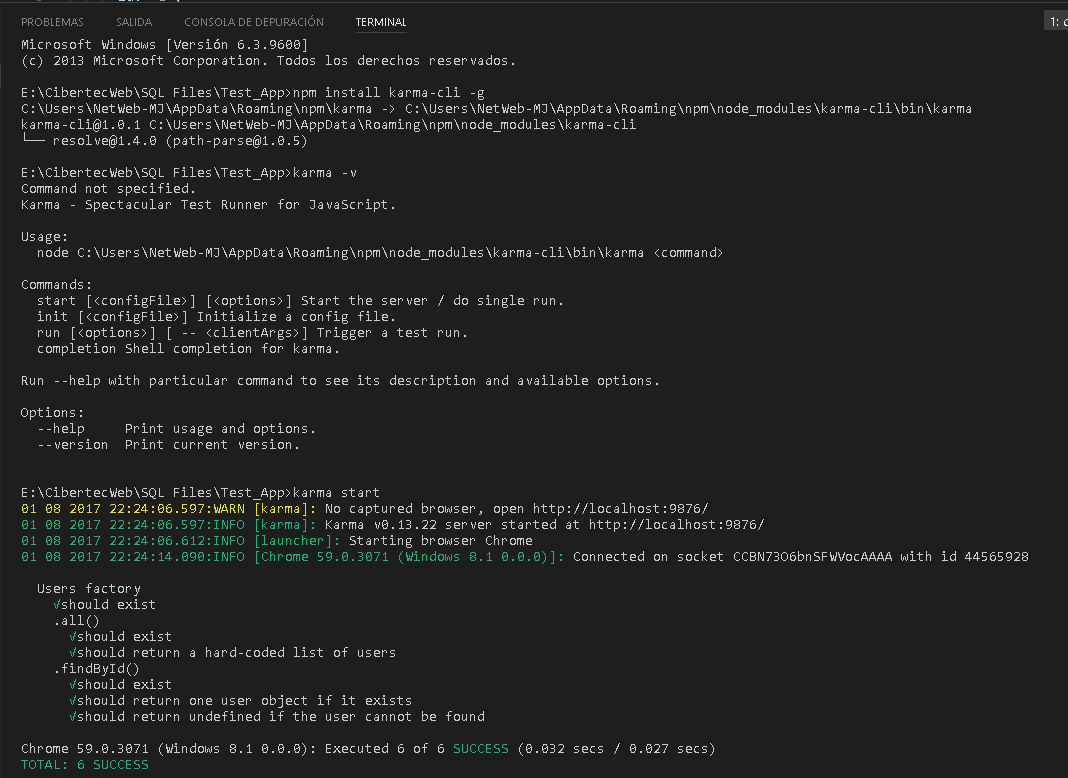 PROBLEMAS SALIDA CONSOLA DE DEPURACIÓN TERMINAL 1: c
Microsoft Windows [Versión 6.3.9600]
(c) 2013 Microsoft Corporation. Todos los derechos reservados.
E:\CibertecWeb\SQL Files\Test_App>npm install karma-cli -g
C:\Users\NetWeb-MJ\AppData\Roaming\npm\karma -> C:\Users\NetWeb-MJ\AppData\Roaming\npm\node_modules\karma-cli\bin\karma
karma-cli@1.0.1 C:\Users\NetWeb-MJ\AppData\Roaming\npm\node_modules\karma-cli
└── resolve@1.4.0 (path-parse@1.0.5)
E:\CibertecWeb\SQL Files\Test_App>karma -v
Command not specified.
Karma - Spectacular Test Runner for JavaScript.
Usage:
  node C:\Users\NetWeb-MJ\AppData\Roaming\npm\node_modules\karma-cli\bin\karma <command>
Commands:
  start [<configFile>] [<options>] Start the server / do single run.
  init [<configFile>] Initialize a config file.
  run [<options>] [ -- <clientArgs>] Trigger a test run.
  completion Shell completion for karma.
Run --help with particular command to see its description and available options.
Options:
  --help     Print usage and options.
  --version  Print current version.
E:\CibertecWeb\SQL Files\Test_App>karma start
01 08 2017 22:24:06.597:WARN [karma]: No captured browser, open http://localhost:9876/
01 08 2017 22:24:06.597:INFO [karma]: Karma v0.13.22 server started at http://localhost:9876/
01 08 2017 22:24:06.612:INFO [launcher]: Starting browser Chrome
01 08 2017 22:24:14.090:INFO [Chrome 59.0.3071 (Windows 8.1 0.0.0)]: Connected on socket CCBN73O6bnSFWVocAAAA with id 44565928
  Users factory
    √should exist
    .all()
      √should exist
      √should return a hard-coded list of users
    .findById()
      √should exist
      √should return one user object if it exists
      √should return undefined if the user cannot be found
Chrome 59.0.3071 (Windows 8.1 0.0.0): Executed 6 of 6 SUCCESS (0.032 secs / 0.027 secs)
TOTAL: 6 SUCCESS